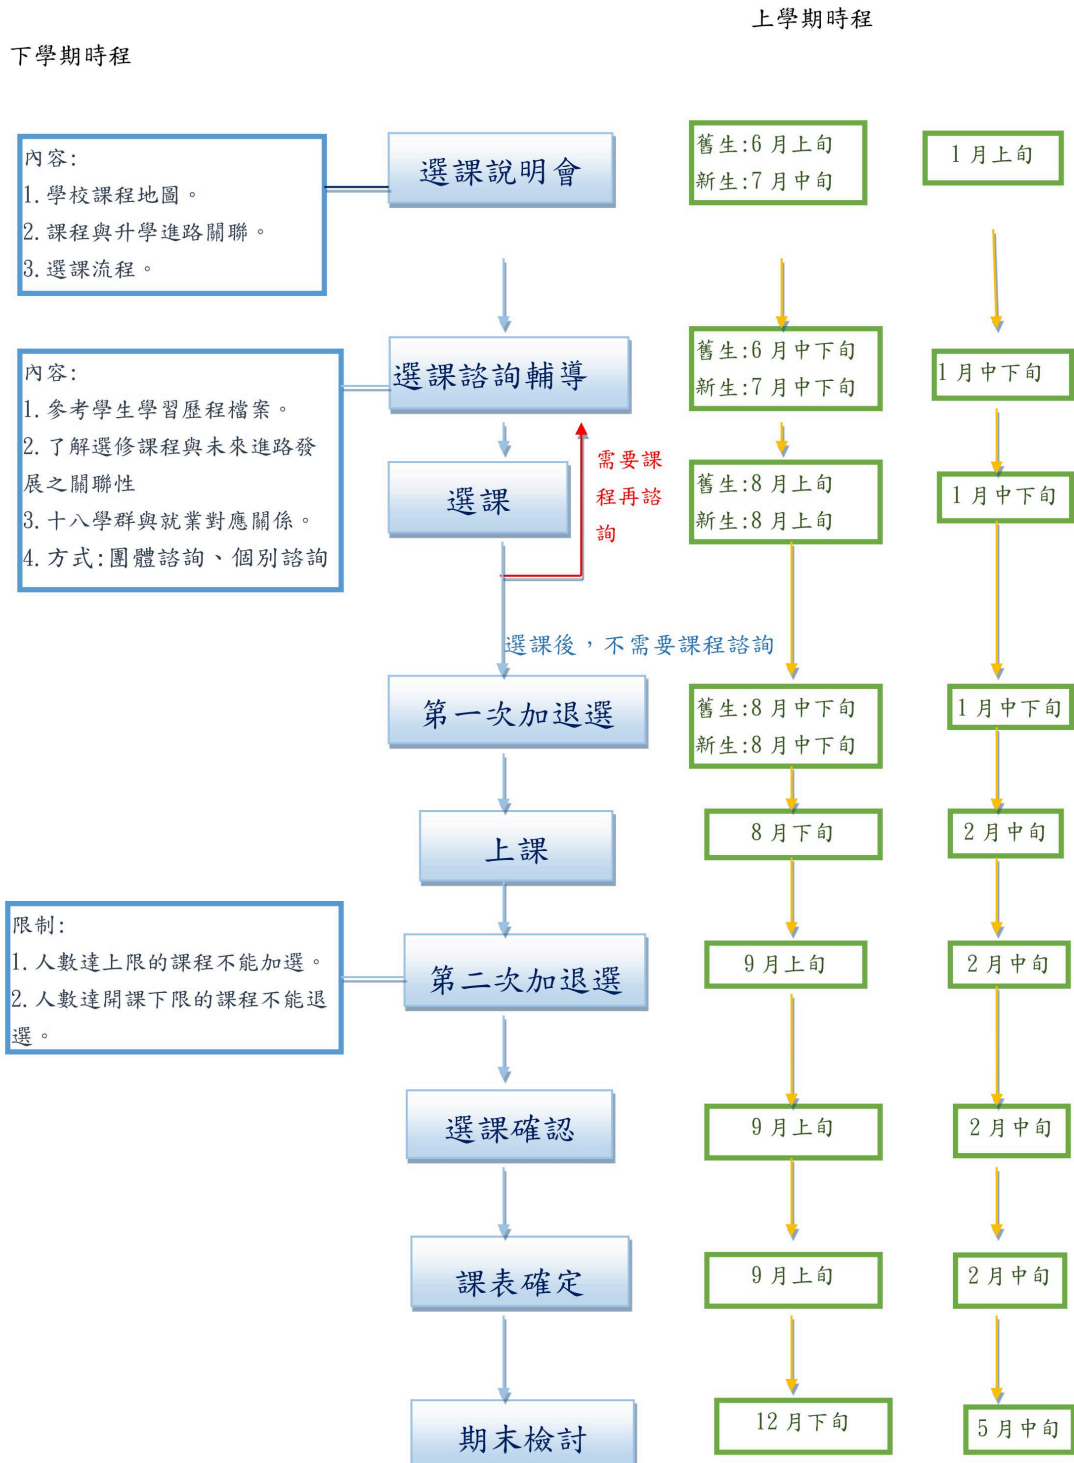 上學期時程
下學期時程
內容:
1.學校課程地圖。
2.課程與升學進路關聯。
3.選課流程。
選課說明會
舊生:6月上旬
新生:7月中旬
1月上旬
內容:
1.參考學生學習歷程檔案。
2.了解選修課程與未來進路發
展之關聯性
3.十八學群與就業對應關係。
4.方式:團體諮詢、個別諮詢
選課諮詢輔導
舊生:6月中下旬
新生:7月中下旬
1月中下旬
選課
需要課
程再諮
詢
舊生:8月上旬
新生:8月上旬
1月中下旬
選課後，不需要課程諮詢
第一次加退選
舊生:8月中下旬
新生:8月中下旬
1月中下旬
上課
8月下旬
2月中旬
限制:
1.人數達上限的課程不能加選。
2.人數達開課下限的課程不能退
選。
第二次加退選
9月上旬
2月中旬
選課確認
9月上旬
2月中旬
課表確定
9月上旬
2月中旬
期末檢討
12月下旬
5月中旬